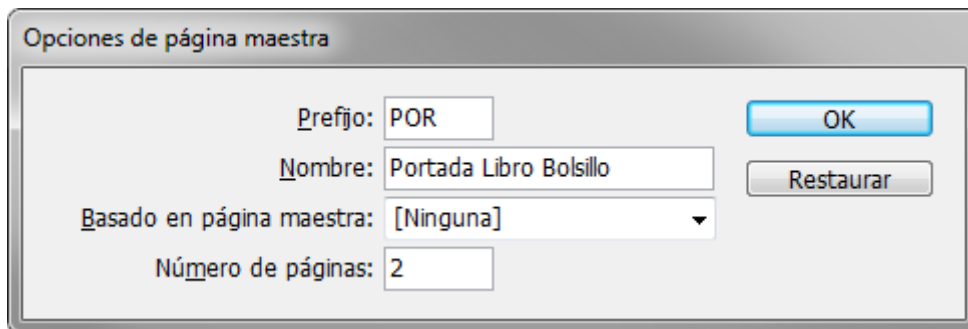 Opciones de página maestra
Prefijo: POR
OK
Nombre: Portada Libro Bolsillo
Restaurar
Basado en página maestra: [Ninguna]
Número de páginas: 2